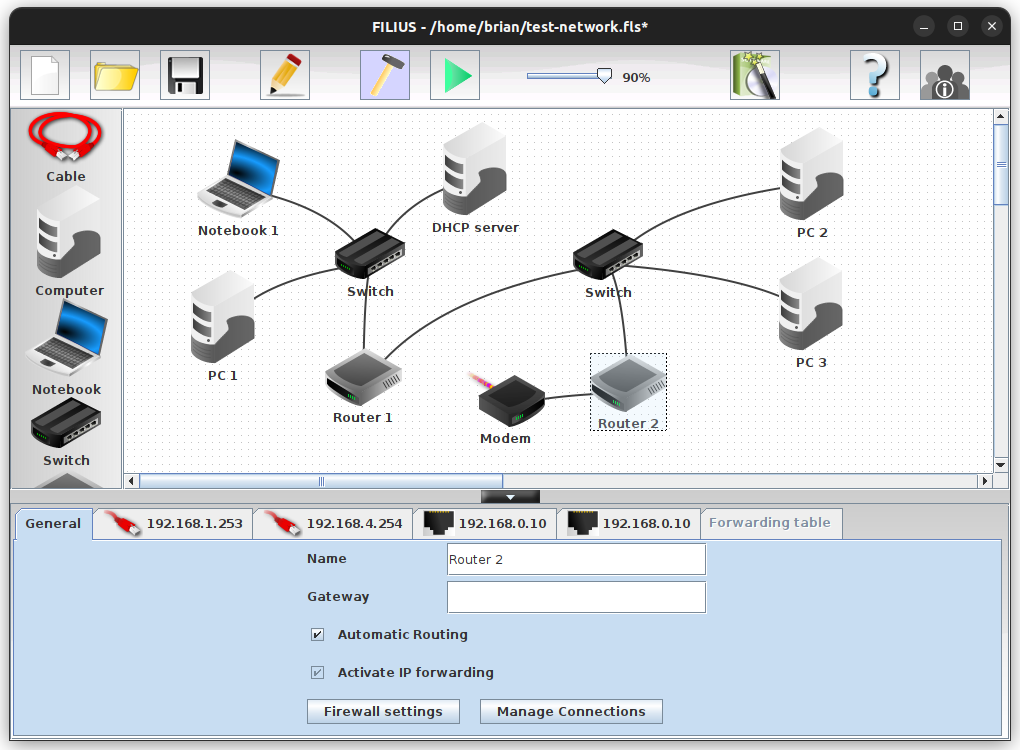 FILIUS - /home/brian/test-network.fls*
90%
Cable
Computer
Notebook
Switch
Notebook 1
DHCP server
PC 2
Switch
Switch
PC 1
PC 3
Router 1
Modem
Router 2
General
192.168.1.253
192.168.4.254
192.168.0.10
192.168.0.10
Forwarding table
Name
Router 2
Gateway
Automatic Routing
Activate IP forwarding
Firewall settings
Manage Connections